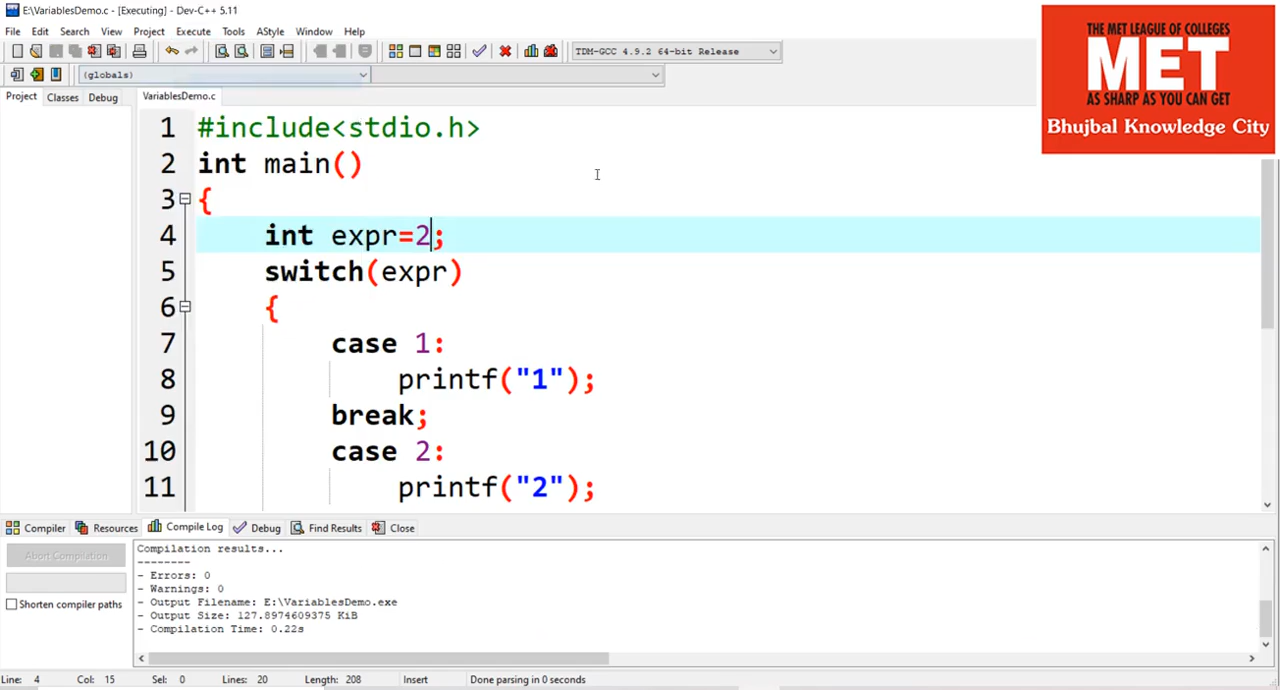 E:\VariablesDemo.c - [Executing] - Dev-C++ 5.11
File Edit Search View Project Execute Tools AStyle Window Help
TDM-GCC 4.9.2 64-bit Release
(globals)
Project Classes Debug
VariablesDemo.c
THE MET LEAGUE OF COLLEGES
MET
AS SHARP AS YOU CAN GET
Bhujbal Knowledge City
1 #include<stdio.h>
2 int main()
3 {
4 int expr=2;
5 switch(expr)
6 {
7 case 1:
8 printf("1");
9 break;
10 case 2:
11 printf("2");
Compiler Resources Compile Log Debug Find Results Close
Abort Compilation
Shorten compiler paths
Compilation results...
--------
- Errors: 0
- Warnings: 0
- Output Filename: E:\VariablesDemo.exe
- Output Size: 127.8974609375 KiB
- Compilation Time: 0.22s
Line: 4 Col: 15 Sel: 0 Lines: 20 Length: 208 Insert Done parsing in 0 seconds